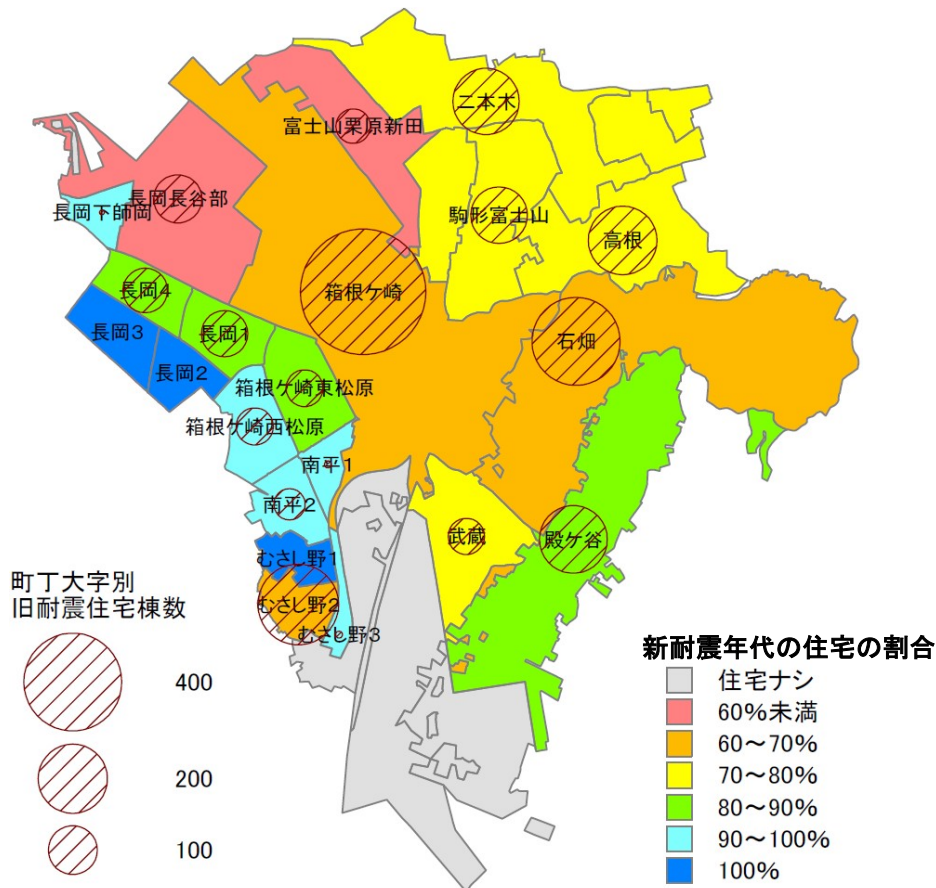 二本木
富士山栗原新田
長岡長谷部
長岡下師岡
駒形富士山
高根
箱根ケ崎
長岡4
長岡1
長岡3
石畑
長岡2
箱根ケ崎東松原
箱根ケ崎西松原
南平1
南平2
武蔵
殿ケ谷
むさし野1
むさし野2
むさし野3
町丁大字別
旧耐震住宅棟数
400
200
100
新耐震年代の住宅の割合
住宅ナシ
60%未満
60～70%
70～80%
80～90%
90～100%
100%